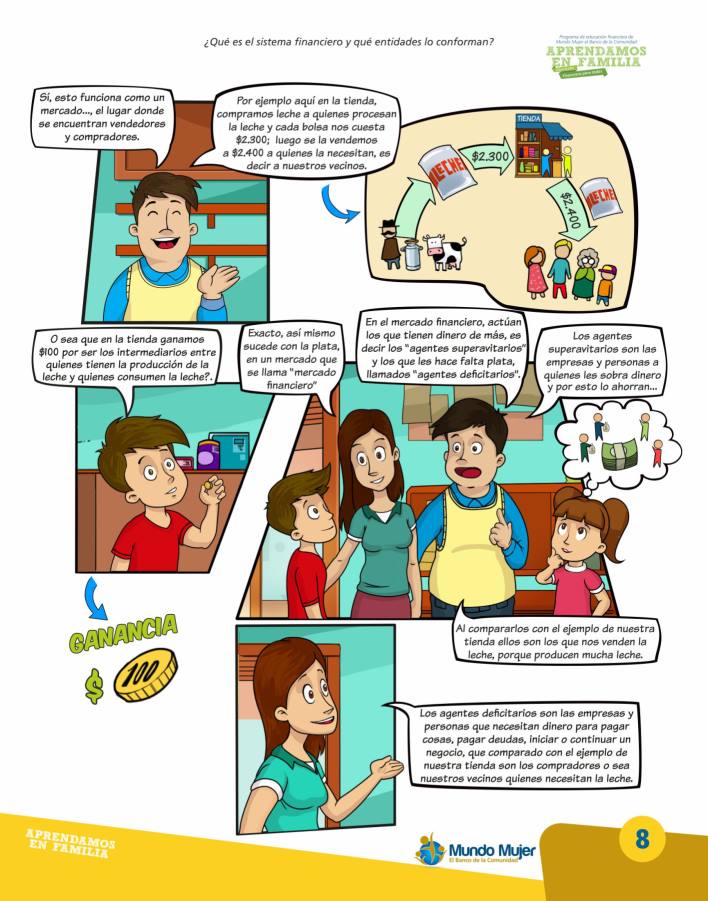 ¿Qué es el sistema financiero y qué entidades lo conforman?
Programa de educación financiera de
Mundo Mujer el Banco de la Comunidad
APRENDAMOS
EN FAMILIA
Finanzas para todos
Sí, esto funciona como un
mercado..., el lugar donde
se encuentran vendedores
y compradores.
Por ejemplo aquí en la tienda,
compramos leche a quienes procesan
la leche y cada bolsa nos cuesta
$2.300; luego se la vendemos
a $2.400 a quienes la necesitan, es
decir a nuestros vecinos.
TIENDA
LECHE
$2.300
LECHE
$2.400
O sea que en la tienda ganamos
$100 por ser los intermediarios entre
quienes tienen la producción de la
leche y quienes consumen la leche?.
Exacto, así mismo
sucede con la plata,
en un mercado que
se llama "mercado
financiero"
En el mercado financiero, actúan
los que tienen dinero de más, es
decir los "agentes superavitarios"
y los que les hace falta plata,
llamados "agentes deficitarios".
Los agentes
superavitarios son las
empresas y personas a
quienes les sobra dinero
y por esto lo ahorran...
GANANCIA
$ 100
Al compararlos con el ejemplo de nuestra
tienda ellos son los que nos venden la
leche, porque producen mucha leche.
Los agentes deficitarios son las empresas y
personas que necesitan dinero para pagar
cosas, pagar deudas, iniciar o continuar un
negocio, que comparado con el ejemplo de
nuestra tienda son los compradores o sea
nuestros vecinos quienes necesitan la leche.
APRENDAMOS
EN FAMILIA
Mundo Mujer
El Banco de la Comunidad
8